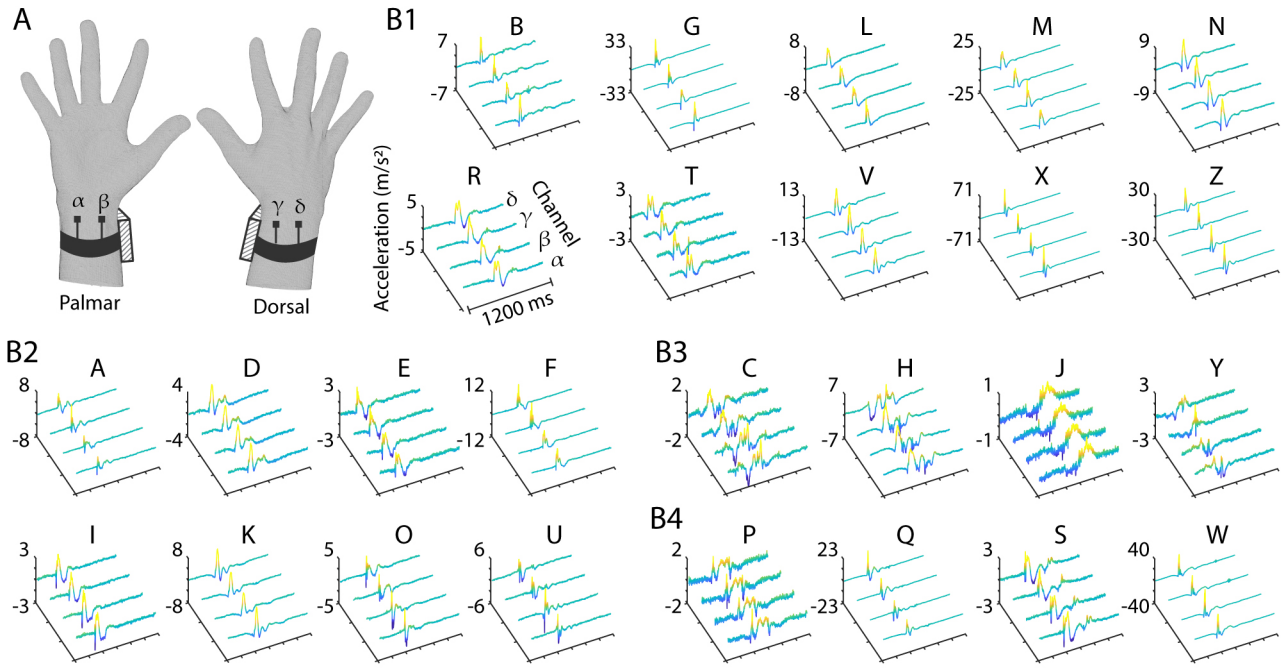 A
α β
γ δ
Palmar
Dorsal
B1
Acceleration (m/s²)
B
7
-7
G
33
-33
L
8
-8
M
25
-25
N
9
-9
R
5
-5
δ
γ
β
α
Channel
1200 ms
T
3
-3
V
13
-13
X
71
-71
Z
30
-30
B2
A
8
-8
D
4
-4
E
3
-3
F
12
-12
I
3
-3
K
8
-8
O
5
-5
U
6
-6
B3
C
2
-2
H
7
-7
J
1
-1
Y
3
-3
B4
P
2
-2
Q
23
-23
S
3
-3
W
40
-40